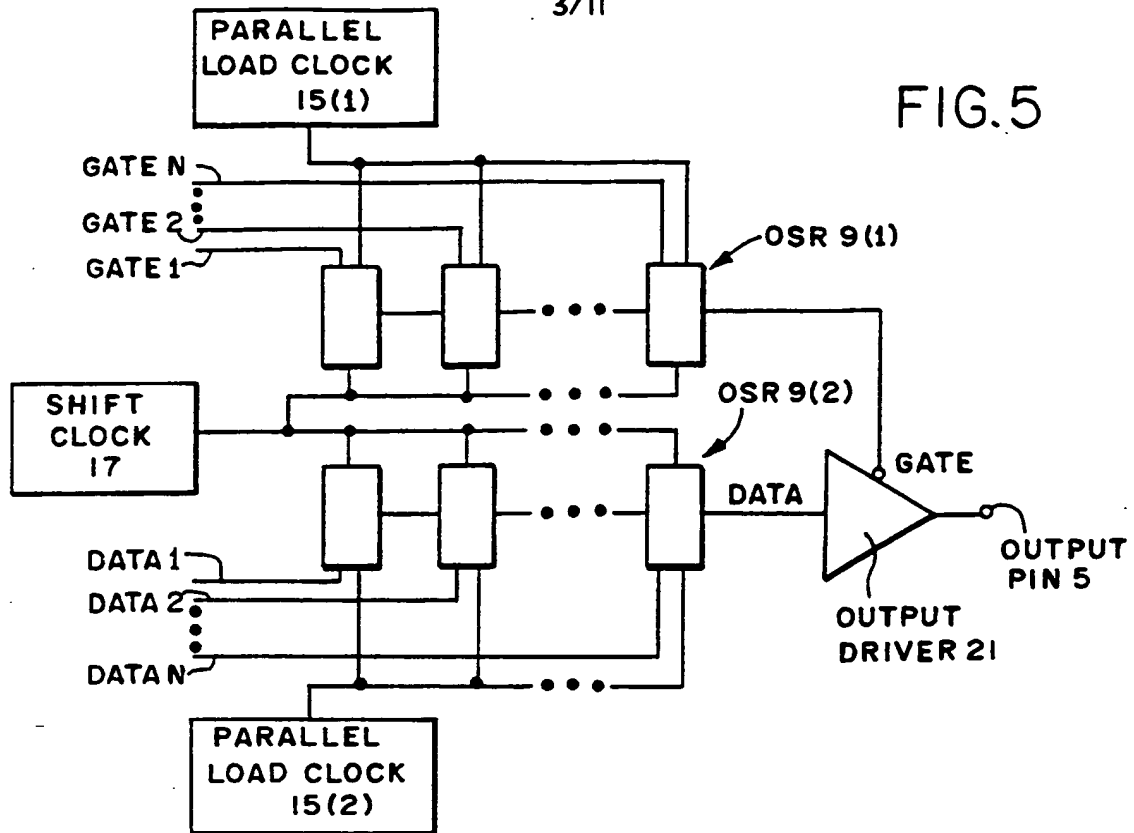 3/11
PARALLEL
LOAD CLOCK
15(1)
FIG.5
GATE N
GATE 2
GATE 1
OSR 9(1)
SHIFT
CLOCK
17
OSR 9(2)
GATE
DATA
OUTPUT
PIN 5
OUTPUT
DRIVER 21
DATA 1
DATA 2
DATA N
PARALLEL
LOAD CLOCK
15(2)